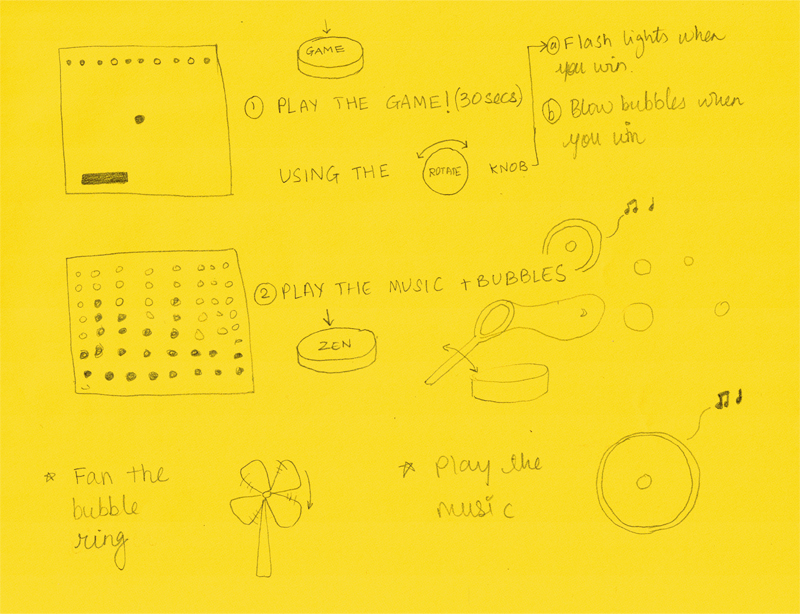 GAME
① PLAY THE GAME! (30 secs)
USING THE ROTATE KNOB
ⓐ Flash lights when
you win.
ⓑ Blow bubbles when
you win
② PLAY THE MUSIC + BUBBLES
ZEN
☆ Fan the
bubble
ring
☆ Play the
music